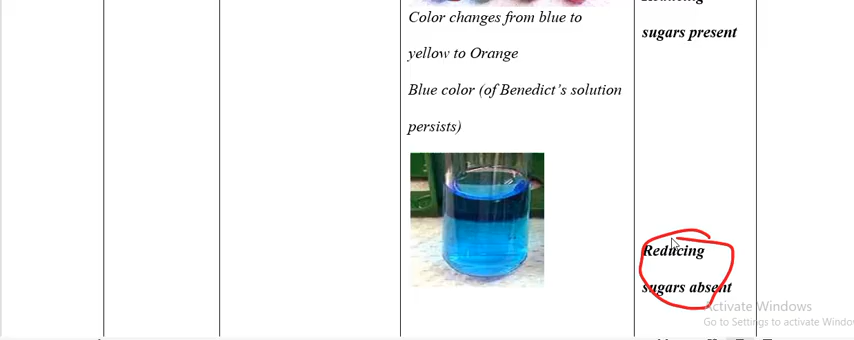 Color changes from blue to
yellow to Orange
Blue color (of Benedict's solution
persists)
sugars present
Reducing
sugars absent
Activate Windows
Go to Settings to activate Windo